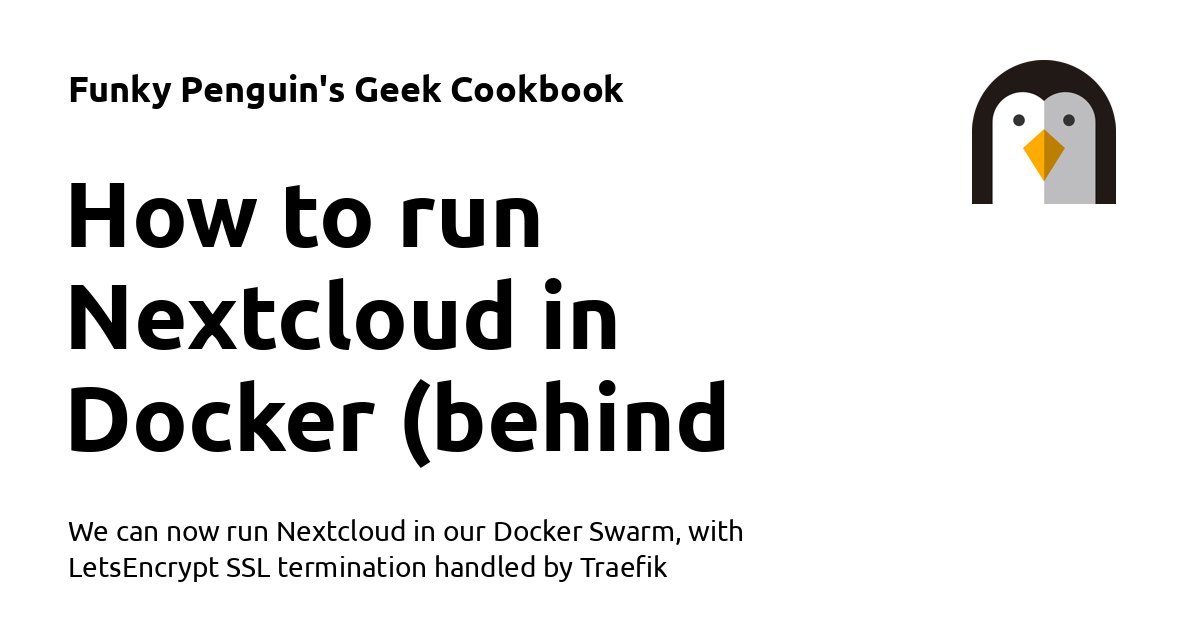 Funky Penguin's Geek Cookbook
How to run
Nextcloud in
Docker (behind
We can now run Nextcloud in our Docker Swarm, with
LetsEncrypt SSL termination handled by Traefik